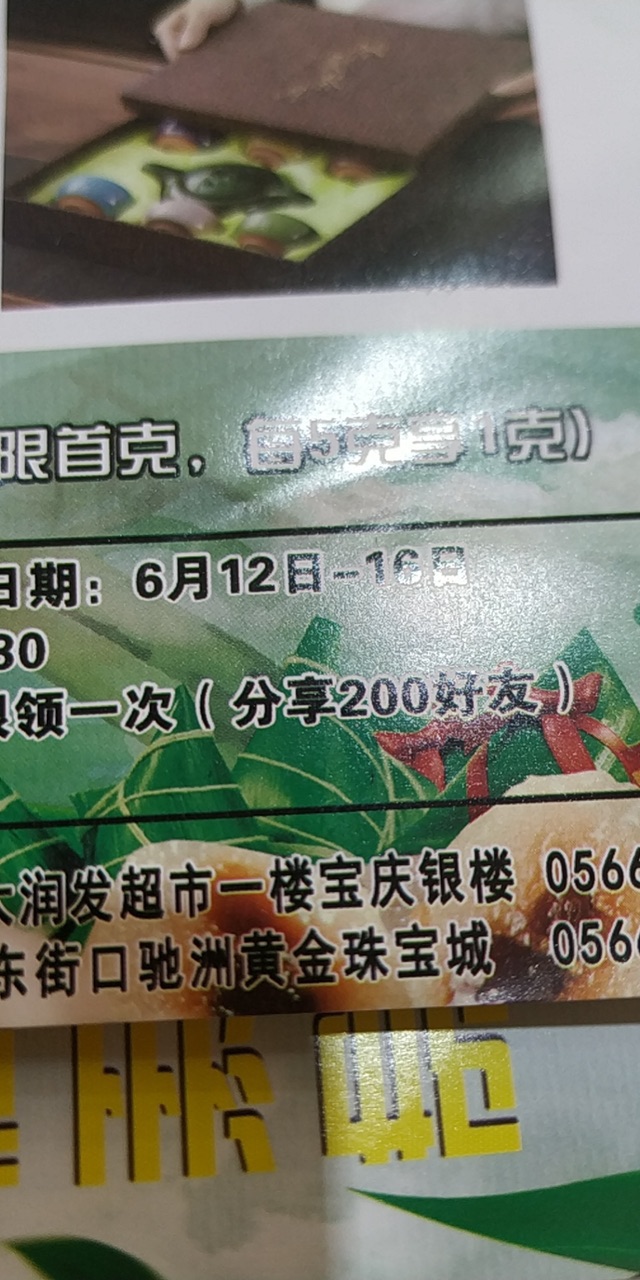 限首克，每5克享1克)
日期：6月12日-16日
30
限领一次（分享200好友）
大润发超市一楼宝庆银楼 0566
东街口驰洲黄金珠宝城 0566